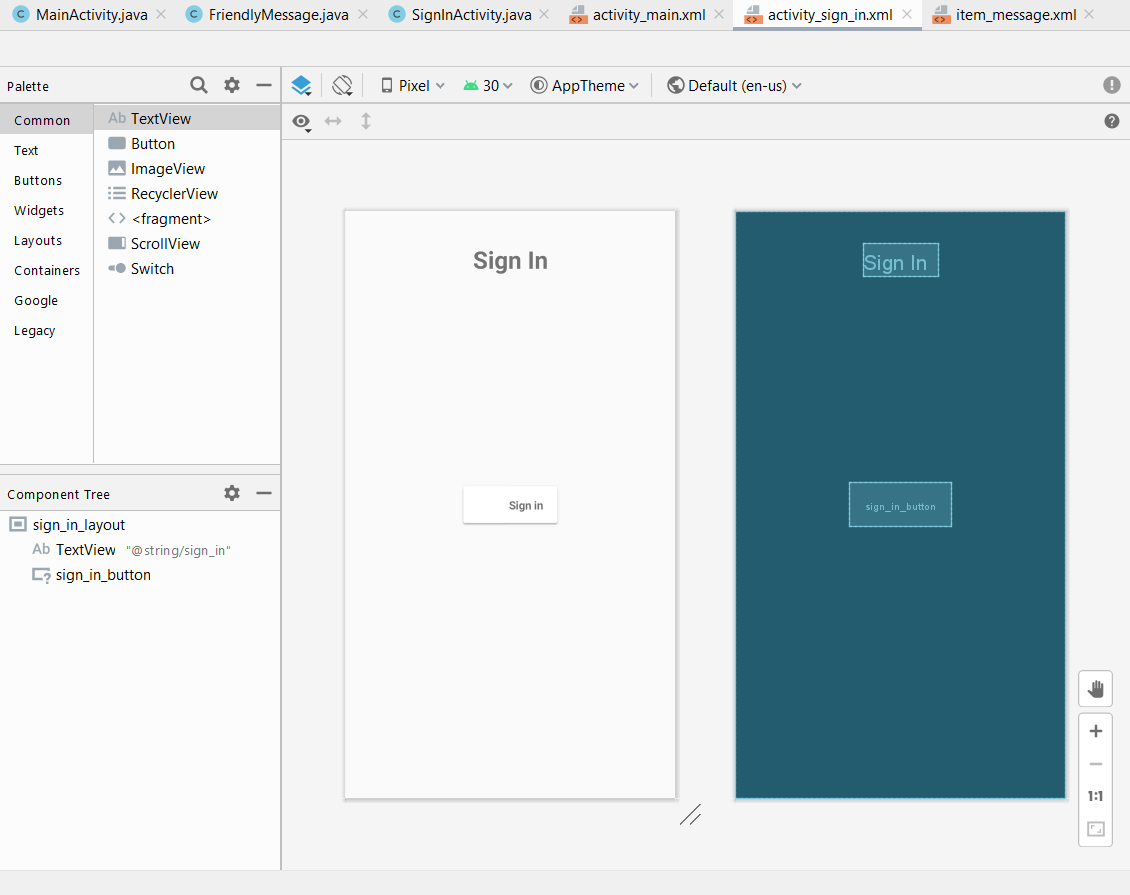 MainActivity.java
FriendlyMessage.java
SignInActivity.java
activity_main.xml
activity_sign_in.xml
item_message.xml
Palette
Pixel
30
AppTheme
Default (en-us)
Common
Text
Buttons
Widgets
Layouts
Containers
Google
Legacy
Ab TextView
Button
ImageView
RecyclerView
<fragment>
ScrollView
Switch
Component Tree
sign_in_layout
Ab TextView "@string/sign_in"
sign_in_button
Sign In
Sign in
Sign In
sign_in_button
1:1